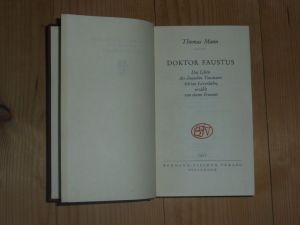 Thomas Mann
DOKTOR FAUSTUS
Das Leben
des deutschen Tonsetzers
Adrian Leverkühn,
erzählt
von einem Freunde
BERMANN-FISCHER VERLAG
STOCKHOLM